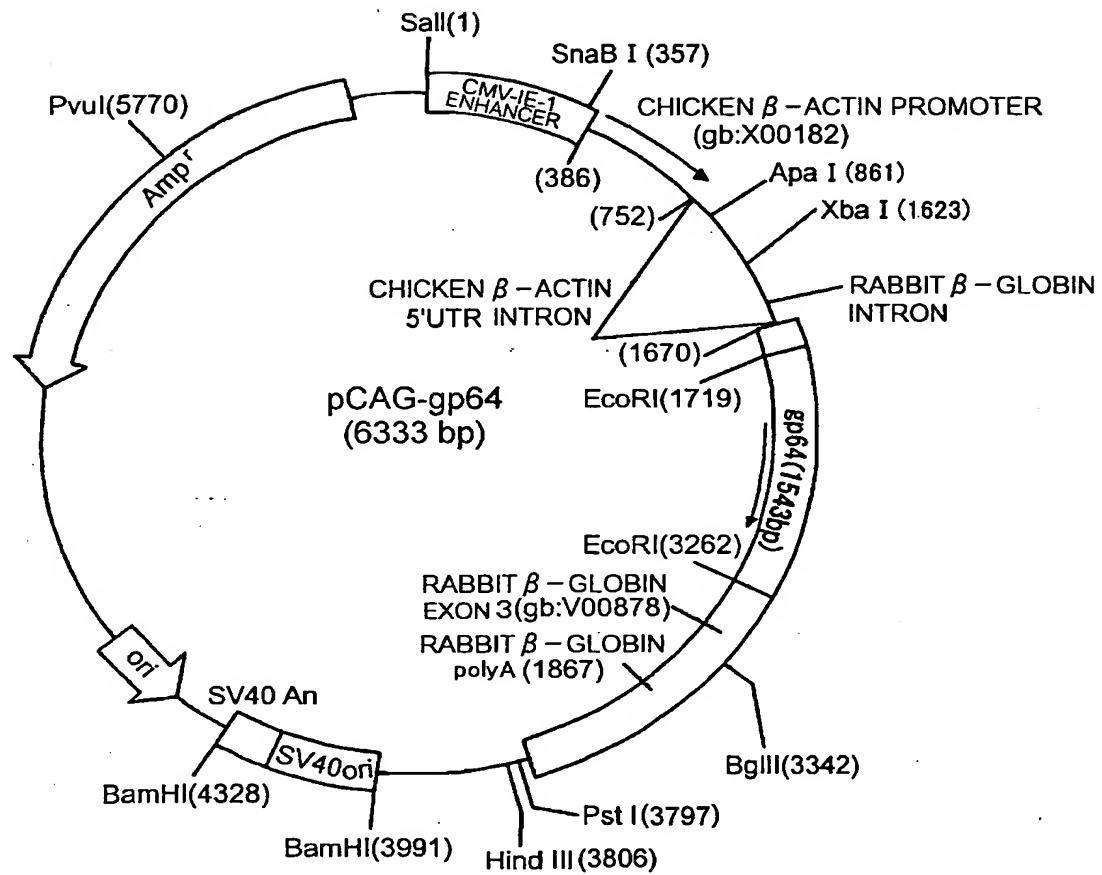 SalI(1)
SnaB I (357)
CMV-IE-1
ENHANCER
PvuI(5770)
CHICKEN β-ACTIN PROMOTER
(gb:X00182)
Amp r
(386)
Apa I (861)
(752)
Xba I (1623)
CHICKEN β-ACTIN
5'UTR INTRON
RABBIT β-GLOBIN
INTRON
(1670)
EcoRI(1719)
pCAG-gp64
(6333 bp)
gp64(1543bp)
EcoRI(3262)
RABBIT β-GLOBIN
EXON 3(gb:V00878)
RABBIT β-GLOBIN
polyA (1867)
ori
SV40 An
SV40ori
BglII(3342)
BamHI(4328)
Pst I(3797)
BamHI(3991)
Hind III(3806)